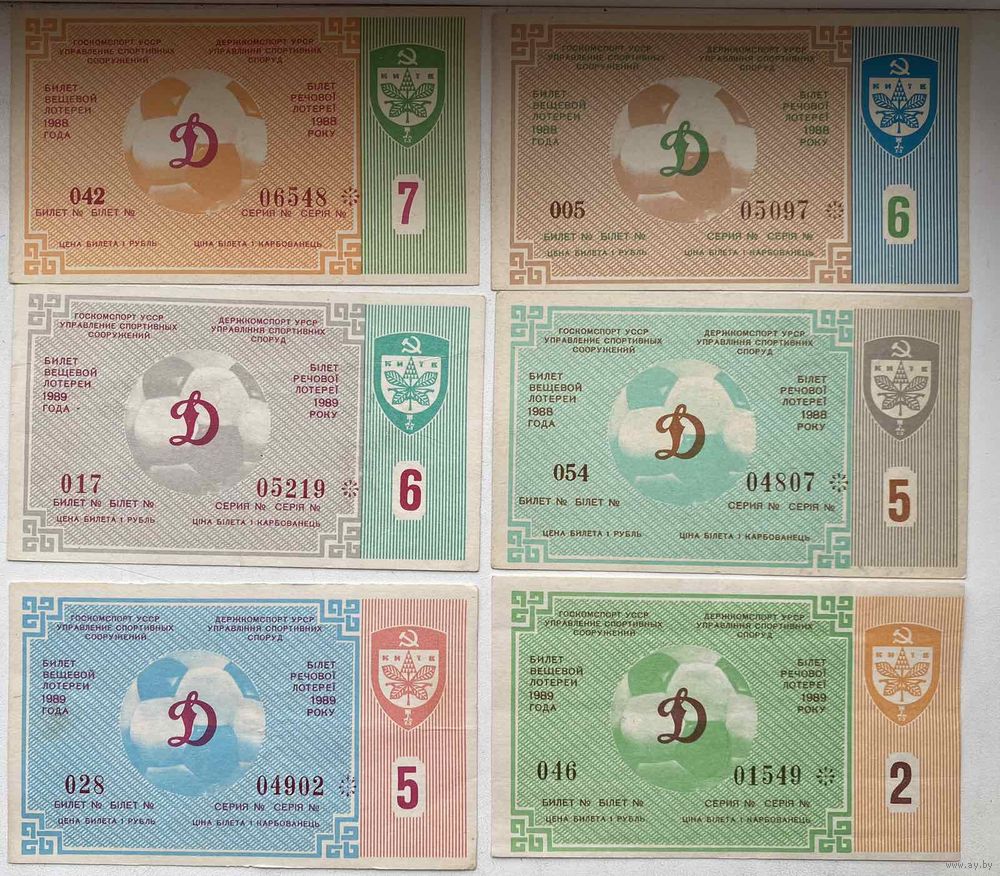 ГОСКОМСПОРТ УССР
УПРАВЛЕНИЕ СПОРТИВНЫХ
СООРУЖЕНИЙ
ДЕРЖКОМСПОРТ УРСР
УПРАВЛІННЯ СПОРТИВНИХ
СПОРУД
БИЛЕТ
ВЕЩЕВОЙ
ЛОТЕРЕИ
1988
ГОДА
БІЛЕТ
РЕЧОВОЇ
ЛОТЕРЕЇ
1988
РОКУ
Д
КИЇВ
042
06548 *
7
БИЛЕТ № БІЛЕТ №
СЕРИЯ № СЕРІЯ №
ЦЕНА БИЛЕТА 1 РУБЛЬ
ЦІНА БІЛЕТА 1 КАРБОВАНЕЦЬ
ГОСКОМСПОРТ УССР
УПРАВЛЕНИЕ СПОРТИВНЫХ
СООРУЖЕНИЙ
ДЕРЖКОМСПОРТ УРСР
УПРАВЛІННЯ СПОРТИВНИХ
СПОРУД
БИЛЕТ
ВЕЩЕВОЙ
ЛОТЕРЕИ
1988
ГОДА
БІЛЕТ
РЕЧОВОЇ
ЛОТЕРЕЇ
1988
РОКУ
Д
КИЇВ
005
05097 *
6
БИЛЕТ № БІЛЕТ №
СЕРИЯ № СЕРІЯ №
ЦЕНА БИЛЕТА 1 РУБЛЬ
ЦІНА БІЛЕТА 1 КАРБОВАНЕЦЬ
ГОСКОМСПОРТ УССР
УПРАВЛЕНИЕ СПОРТИВНЫХ
СООРУЖЕНИЙ
ДЕРЖКОМСПОРТ УРСР
УПРАВЛІННЯ СПОРТИВНИХ
СПОРУД
БИЛЕТ
ВЕЩЕВОЙ
ЛОТЕРЕИ
1989
ГОДА
БІЛЕТ
РЕЧОВОЇ
ЛОТЕРЕЇ
1989
РОКУ
Д
КИЇВ
017
05219 *
6
БИЛЕТ № БІЛЕТ №
СЕРИЯ № СЕРІЯ №
ЦЕНА БИЛЕТА 1 РУБЛЬ
ЦІНА БІЛЕТА 1 КАРБОВАНЕЦЬ
ГОСКОМСПОРТ УССР
УПРАВЛЕНИЕ СПОРТИВНЫХ
СООРУЖЕНИЙ
ДЕРЖКОМСПОРТ УРСР
УПРАВЛІННЯ СПОРТИВНИХ
СПОРУД
БИЛЕТ
ВЕЩЕВОЙ
ЛОТЕРЕИ
1988
ГОДА
БІЛЕТ
РЕЧОВОЇ
ЛОТЕРЕЇ
1988
РОКУ
Д
КИЇВ
054
04807 *
5
БИЛЕТ № БІЛЕТ №
СЕРИЯ № СЕРІЯ №
ЦЕНА БИЛЕТА 1 РУБЛЬ
ЦІНА БІЛЕТА 1 КАРБОВАНЕЦЬ
ГОСКОМСПОРТ УССР
УПРАВЛЕНИЕ СПОРТИВНЫХ
СООРУЖЕНИЙ
ДЕРЖКОМСПОРТ УРСР
УПРАВЛІННЯ СПОРТИВНИХ
СПОРУД
БИЛЕТ
ВЕЩЕВОЙ
ЛОТЕРЕИ
1989
ГОДА
БІЛЕТ
РЕЧОВОЇ
ЛОТЕРЕЇ
1989
РОКУ
Д
КИЇВ
028
04902 *
5
БИЛЕТ № БІЛЕТ №
СЕРИЯ № СЕРІЯ №
ЦЕНА БИЛЕТА 1 РУБЛЬ
ЦІНА БІЛЕТА 1 КАРБОВАНЕЦЬ
ГОСКОМСПОРТ УССР
УПРАВЛЕНИЕ СПОРТИВНЫХ
СООРУЖЕНИЙ
ДЕРЖКОМСПОРТ УРСР
УПРАВЛІННЯ СПОРТИВНИХ
СПОРУД
БИЛЕТ
ВЕЩЕВОЙ
ЛОТЕРЕИ
1989
ГОДА
БІЛЕТ
РЕЧОВОЇ
ЛОТЕРЕЇ
1989
РОКУ
Д
КИЇВ
046
01549 *
2
БИЛЕТ № БІЛЕТ №
СЕРИЯ № СЕРІЯ №
ЦЕНА БИЛЕТА 1 РУБЛЬ
ЦІНА БІЛЕТА 1 КАРБОВАНЕЦЬ
www.ay.by